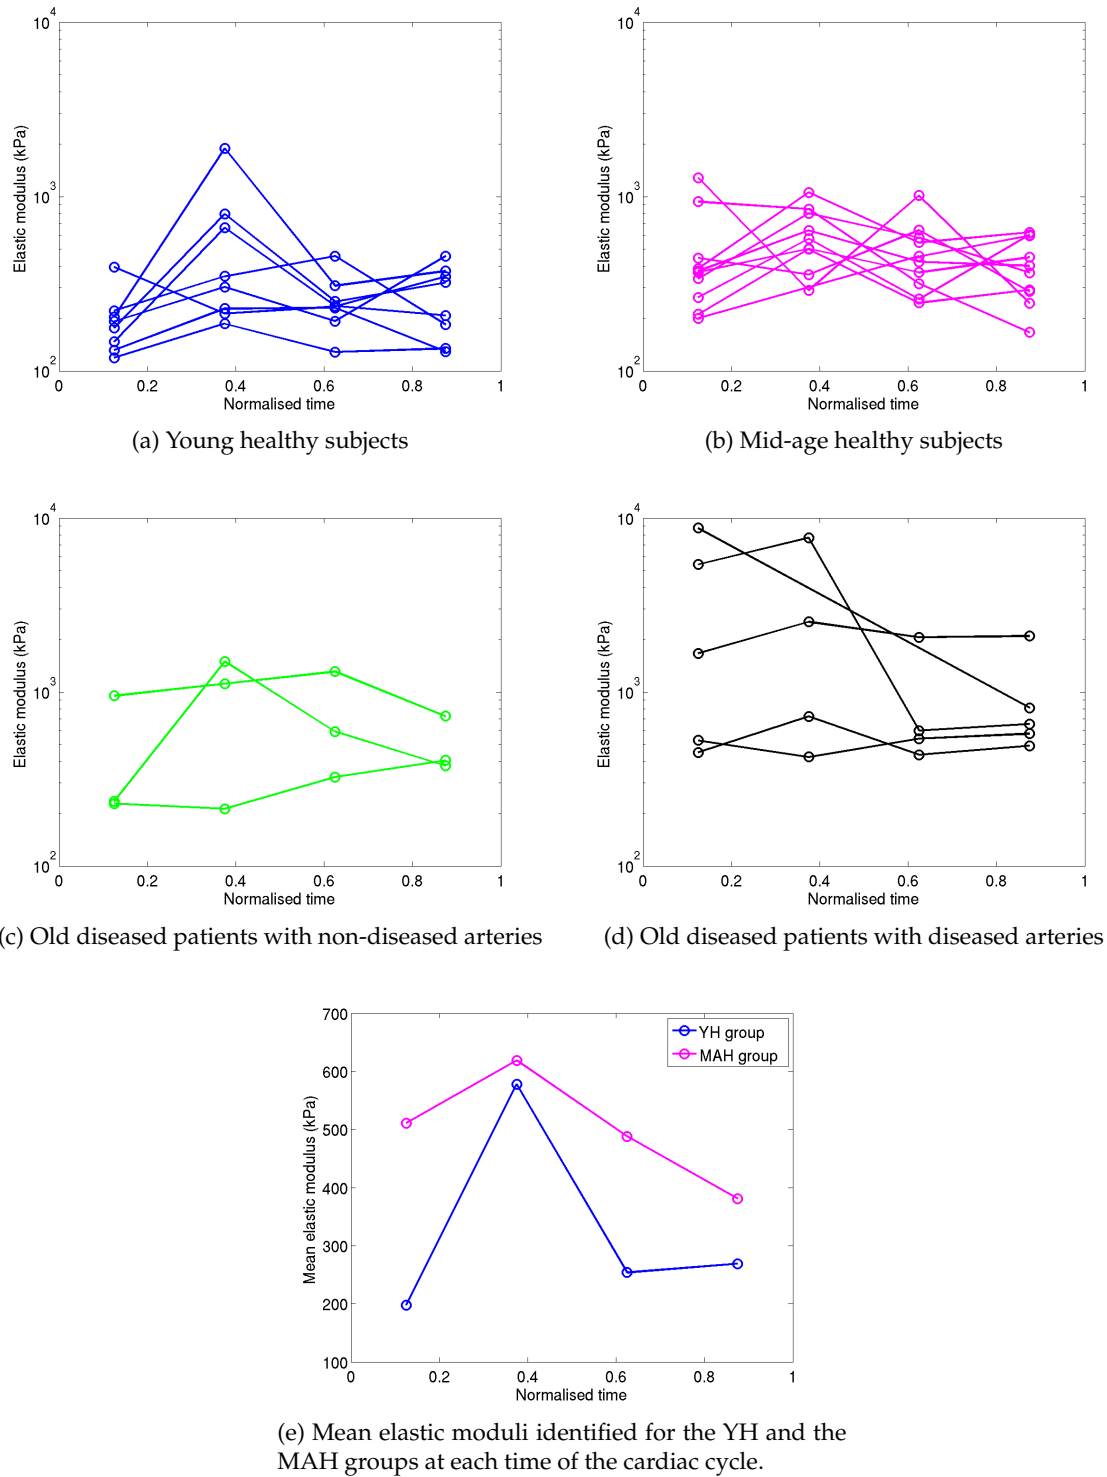 10^4
10^3
10^2
Elastic modulus (kPa)
0 0.2 0.4 0.6 0.8 1
Normalised time
(a) Young healthy subjects
10^4
10^3
10^2
Elastic modulus (kPa)
0 0.2 0.4 0.6 0.8 1
Normalised time
(b) Mid-age healthy subjects
10^4
10^3
10^2
Elastic modulus (kPa)
0 0.2 0.4 0.6 0.8 1
Normalised time
(c) Old diseased patients with non-diseased arteries
10^4
10^3
10^2
Elastic modulus (kPa)
0 0.2 0.4 0.6 0.8 1
Normalised time
(d) Old diseased patients with diseased arteries
700
600
500
400
300
200
100
Mean elastic modulus (kPa)
YH group
MAH group
0 0.2 0.4 0.6 0.8 1
Normalised time
(e) Mean elastic moduli identified for the YH and the
MAH groups at each time of the cardiac cycle.